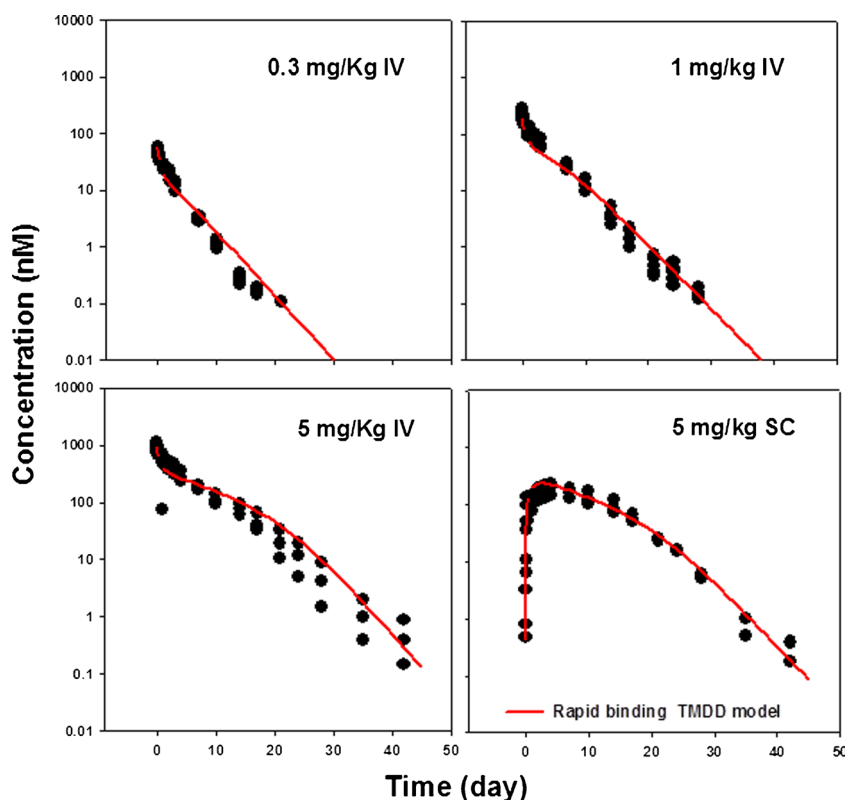 0.3 mg/Kg IV
1 mg/kg IV
10000
1000
100
10
1
0.1
0.01
5 mg/Kg IV
5 mg/kg SC
10000
1000
100
10
1
0.1
0.01
Rapid binding TMDD model
0 10 20 30 40 50
0 10 20 30 40 50
Concentration (nM)
Time (day)